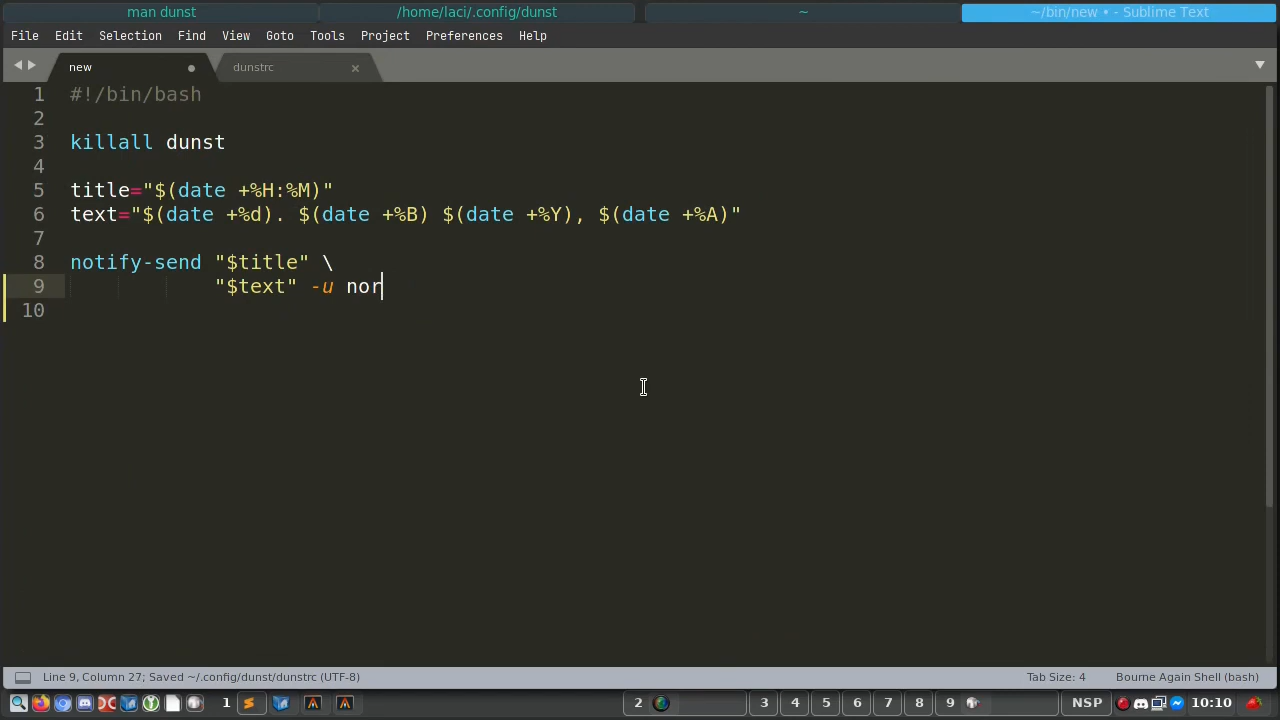 man dunst /home/laci/.config/dunst ~ ~/bin/new • - Sublime Text
File Edit Selection Find View Goto Tools Project Preferences Help
new dunstrc
1 #!/bin/bash
2
3 killall dunst
4
5 title="$(date +%H:%M)"
6 text="$(date +%d). $(date +%B) $(date +%Y), $(date +%A)"
7
8 notify-send "$title" \
9 "$text" -u nor
10
Line 9, Column 27; Saved ~/.config/dunst/dunstrc (UTF-8) Tab Size: 4 Bourne Again Shell (bash)
1 2 3 4 5 6 7 8 9 NSP 10:10